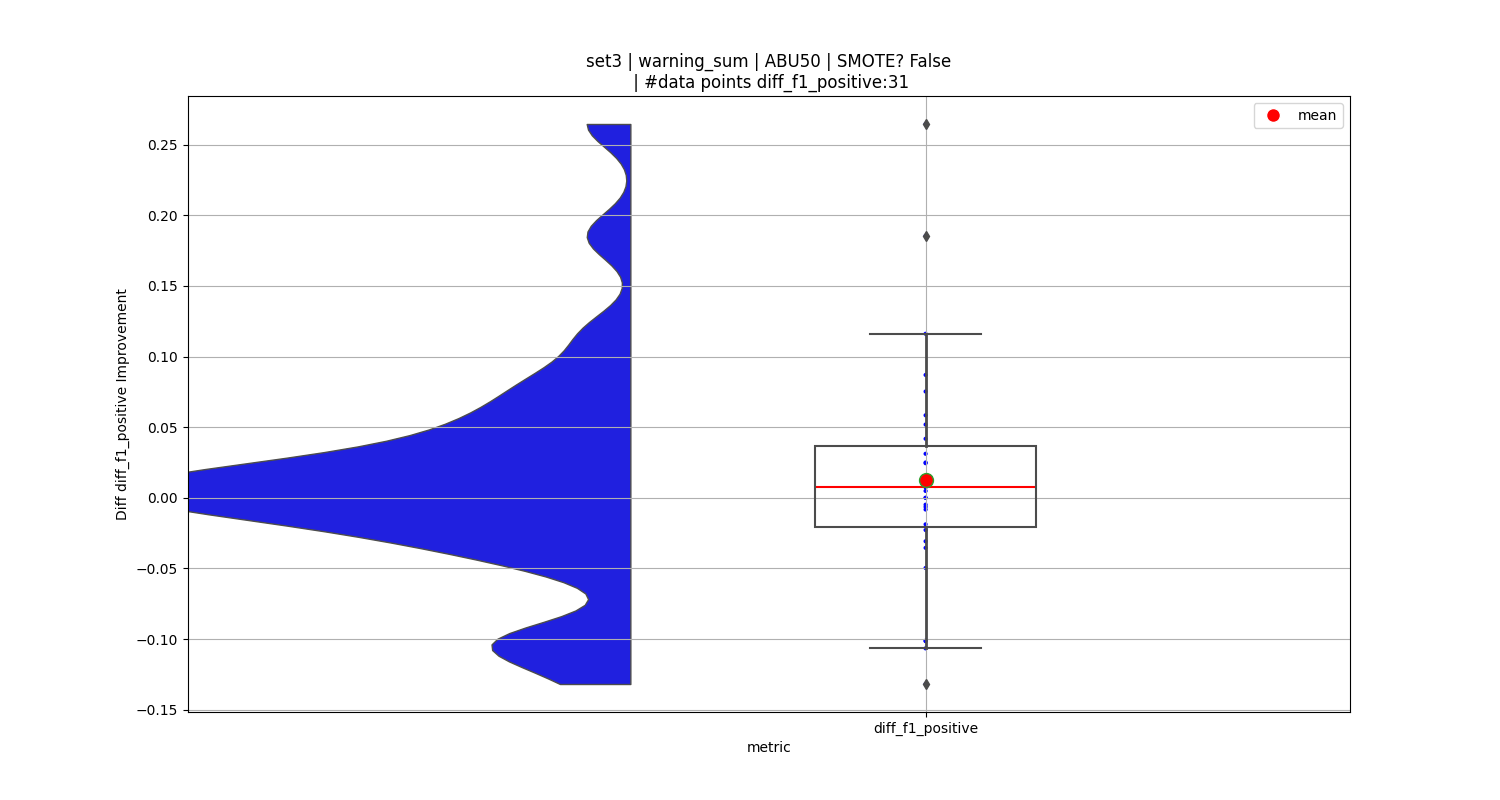 set3 | warning_sum | ABU50 | SMOTE? False
| #data points diff_f1_positive:31
mean
0.25
0.20
0.15
0.10
0.05
0.00
−0.05
−0.10
−0.15
Diff diff_f1_positive Improvement
diff_f1_positive
metric